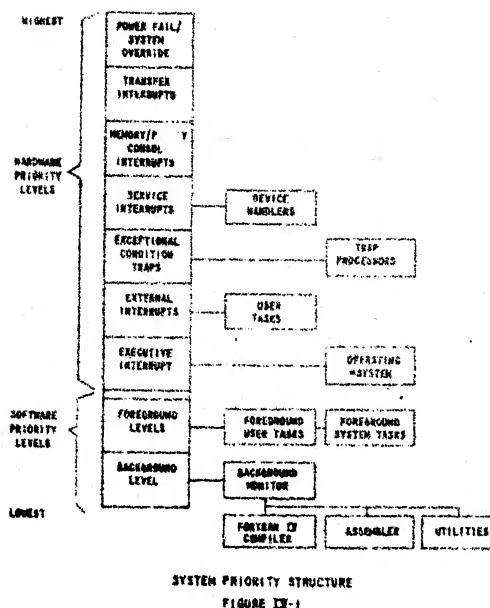 HIGHEST
POWER FAIL/
SYSTEM
OVERRIDE
TRANSFER
INTERRUPTS
CONSOL
INTERRUPTS
HARDWARE
PRIORITY
LEVELS
SERVICE
INTERRUPTS
DEVICE
HANDLERS
EXCEPTIONAL
CONDITION
TRAPS
TRAP
PROCESSORS
EXTERNAL
INTERRUPTS
USER
TASKS
EXECUTIVE
INTERRUPT
OPERATING
SYSTEM
SOFTWARE
PRIORITY
LEVELS
FOREGROUND
LEVELS
FOREGROUND
USER TASKS
FOREGROUND
SYSTEM TASKS
BACKGROUND
LEVEL
BACKGROUND
MONITOR
LOWEST
FORTRAN IV
COMPILER
ASSEMBLER
UTILITIES
SYSTEM PRIORITY STRUCTURE
FIGURE IV-1